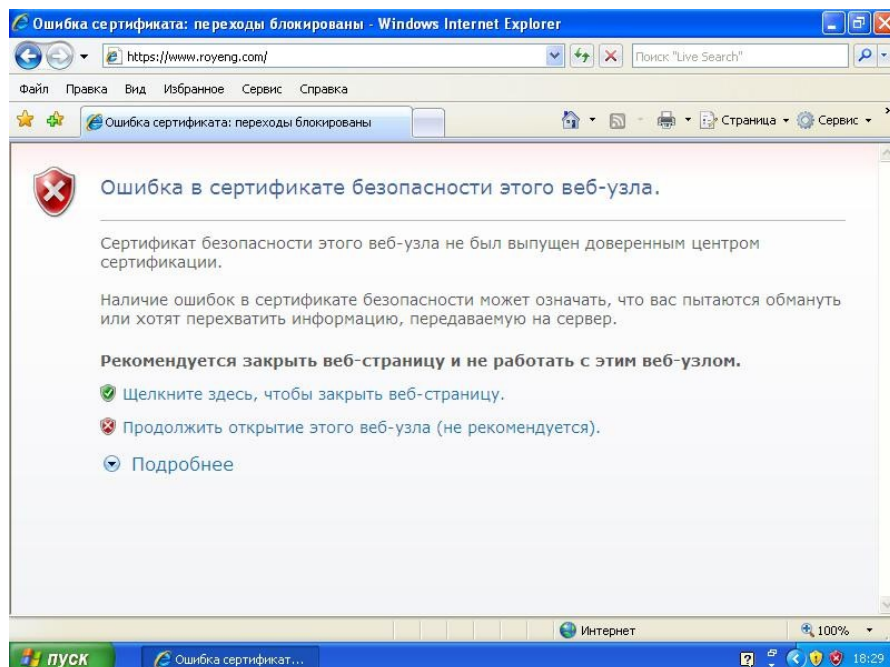 Ошибка сертификата: переходы блокированы - Windows Internet Explorer
https://www.royeng.com/
Поиск "Live Search"
Файл Правка Вид Избранное Сервис Справка
Ошибка сертификата: переходы блокированы
Страница Сервис
Ошибка в сертификате безопасности этого веб-узла.
Сертификат безопасности этого веб-узла не был выпущен доверенным центром
сертификации.
Наличие ошибок в сертификате безопасности может означать, что вас пытаются обмануть
или хотят перехватить информацию, передаваемую на сервер.
Рекомендуется закрыть веб-страницу и не работать с этим веб-узлом.
Щелкните здесь, чтобы закрыть веб-страницу.
Продолжить открытие этого веб-узла (не рекомендуется).
Подробнее
Интернет 100%
пуск Ошибка сертификат... 18:29